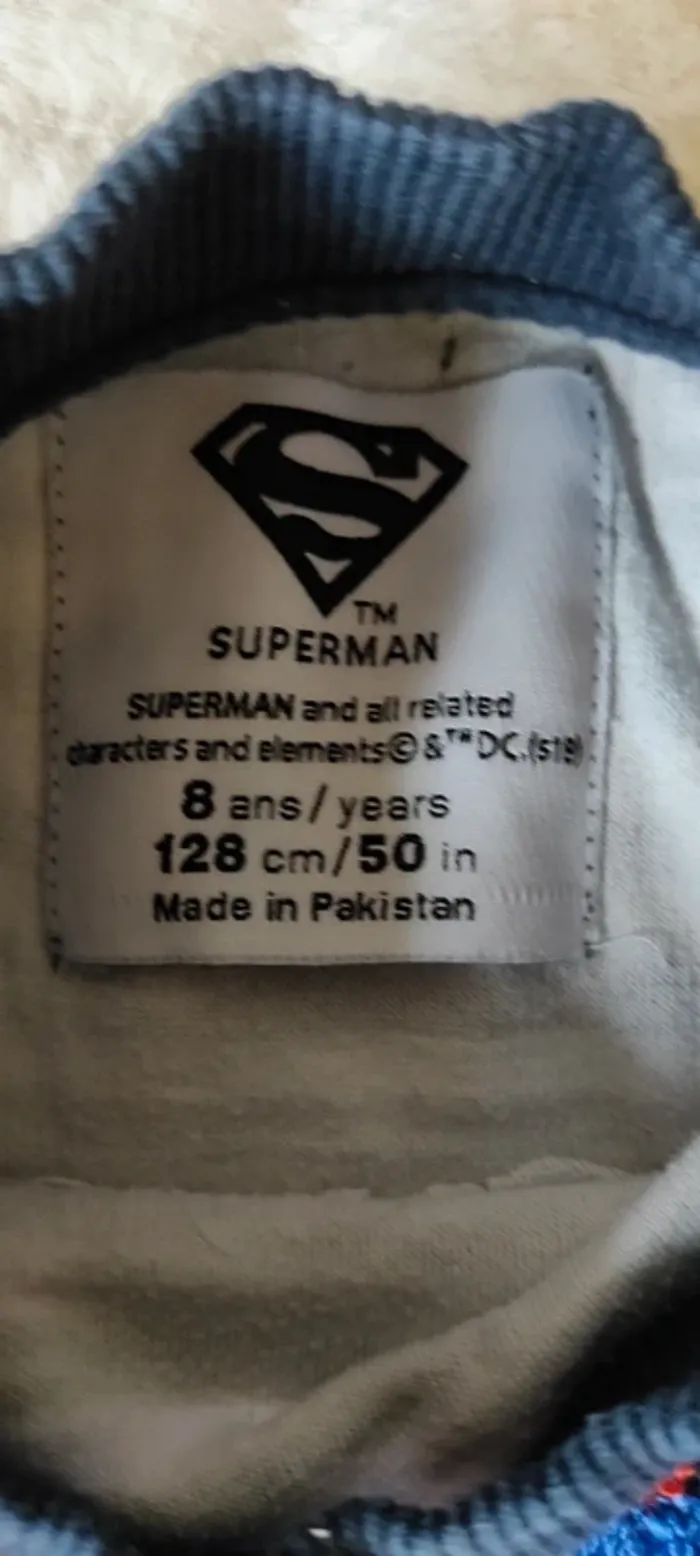 S
TM
SUPERMAN
SUPERMAN and all related
characters and elements © & ™ DC. (s19)
8 ans / years
128 cm / 50 in
Made in Pakistan